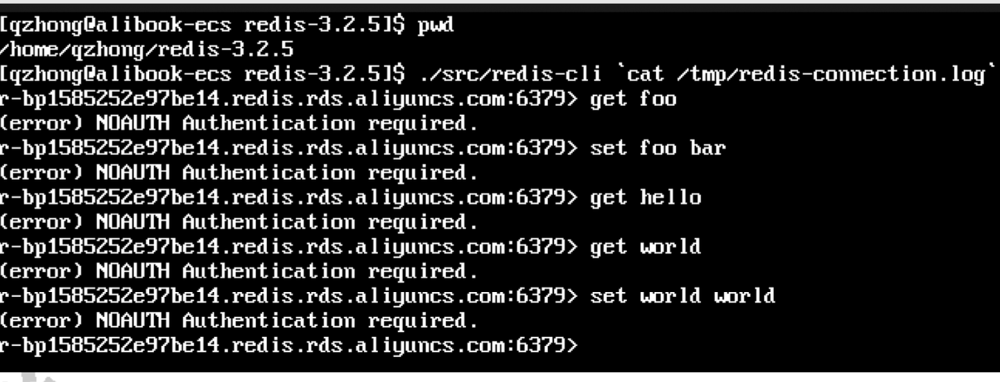 [qzhong@alibook-ecs redis-3.2.5]$ pwd
/home/qzhong/redis-3.2.5
[qzhong@alibook-ecs redis-3.2.5]$ ./src/redis-cli `cat /tmp/redis-connection.log`
r-bp1585252e97be14.redis.rds.aliyuncs.com:6379> get foo
(error) NOAUTH Authentication required.
r-bp1585252e97be14.redis.rds.aliyuncs.com:6379> set foo bar
(error) NOAUTH Authentication required.
r-bp1585252e97be14.redis.rds.aliyuncs.com:6379> get hello
(error) NOAUTH Authentication required.
r-bp1585252e97be14.redis.rds.aliyuncs.com:6379> get world
(error) NOAUTH Authentication required.
r-bp1585252e97be14.redis.rds.aliyuncs.com:6379> set world world
(error) NOAUTH Authentication required.
r-bp1585252e97be14.redis.rds.aliyuncs.com:6379>